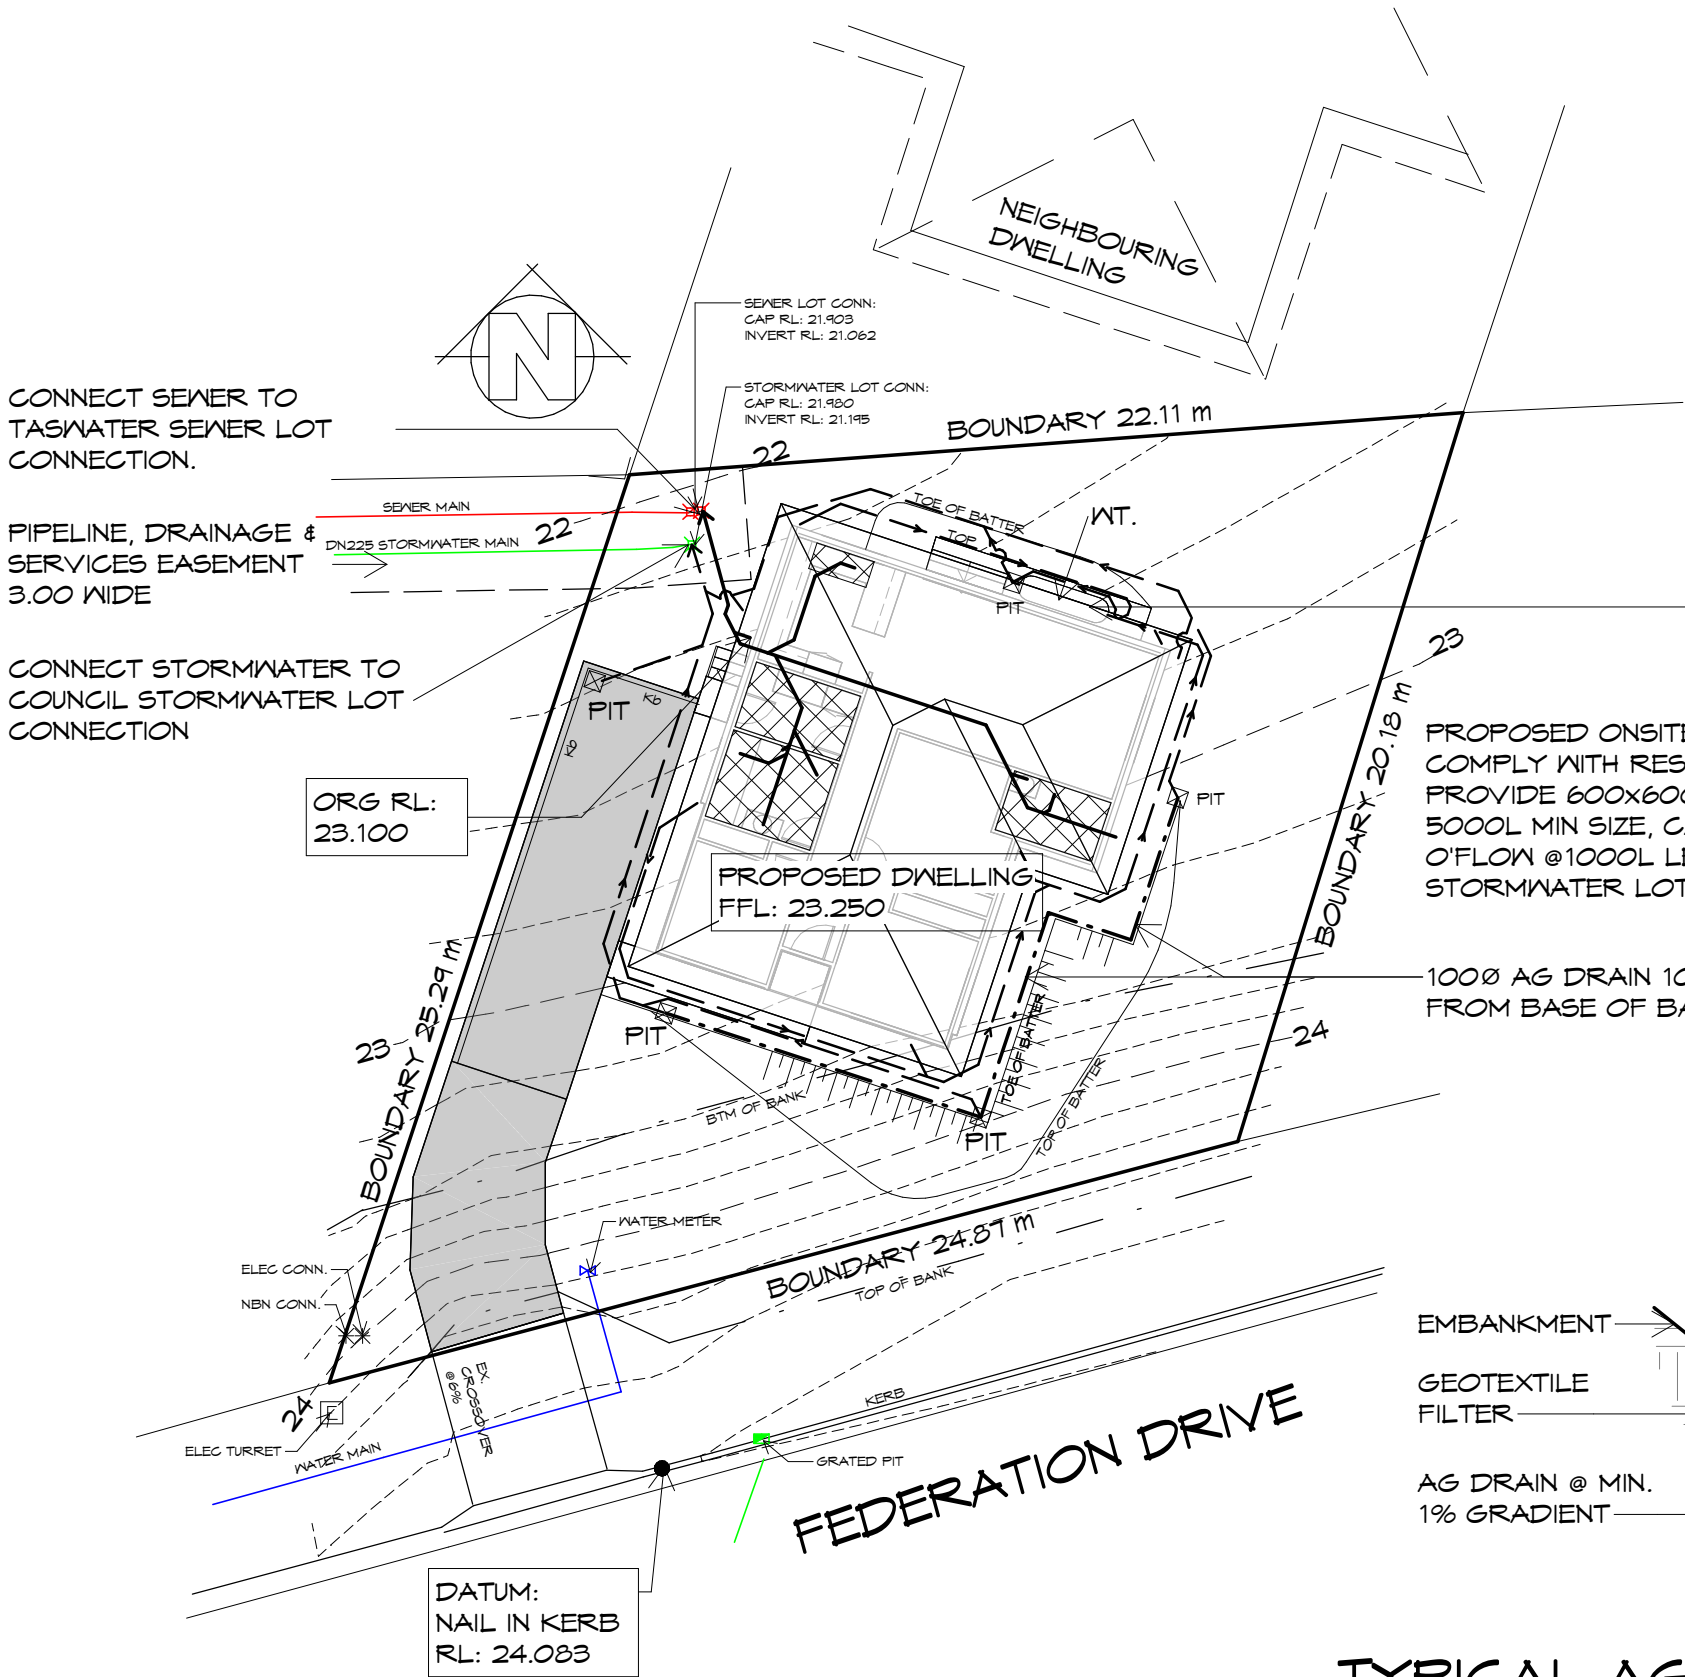 NEIGHBOURING
DWELLING
N
SEWER LOT CONN:
CAP RL: 21.903
INVERT RL: 21.062
STORMWATER LOT CONN:
CAP RL: 21.980
INVERT RL: 21.195
CONNECT SEWER TO
TASWATER SEWER LOT
CONNECTION.
BOUNDARY 22.11 m
22
SEWER MAIN
22
DN225 STORMWATER MAIN
PIPELINE, DRAINAGE &
SERVICES EASEMENT
3.00 WIDE
TOE OF BATTER
TOP
WT.
PIT
CONNECT STORMWATER TO
COUNCIL STORMWATER LOT
CONNECTION
23
PIT
BOUNDARY 20.18 m
PROPOSED ONSITE
COMPLY WITH RES
PROVIDE 600x600
5000L MIN SIZE, CA
O'FLOW @1000L LE
STORMWATER LOT
PIT
ORG RL:
23.100
PROPOSED DWELLING
FFL: 23.250
100Ø AG DRAIN 10
FROM BASE OF BA
BOUNDARY 25.29 m
23
PIT
TOE OF BATTER
24
BTM OF BANK
TOP OF BATTER
PIT
WATER METER
BOUNDARY 24.87 m
TOP OF BANK
ELEC CONN.
NBN CONN.
EMBANKMENT
GEOTEXTILE
FILTER
EX.
CROSSOVER
@6%
24
KERB
ELEC TURRET
WATER MAIN
GRATED PIT
FEDERATION DRIVE
AG DRAIN @ MIN.
1% GRADIENT
DATUM:
NAIL IN KERB
RL: 24.083
TYPICAL AG